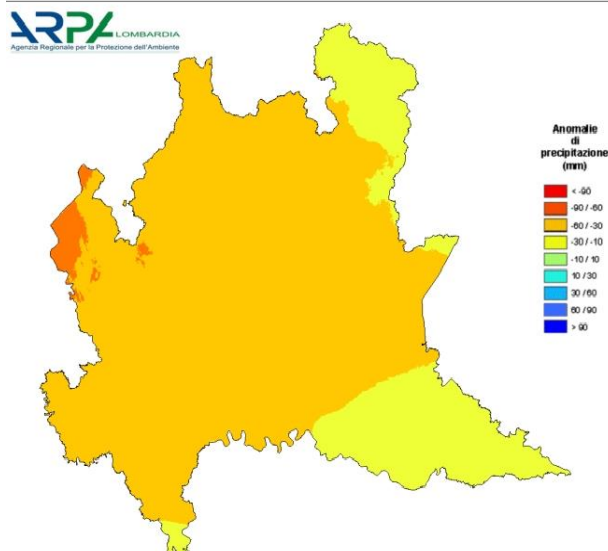 ARPA LOMBARDIA
Agenzia Regionale per la Protezione dell'Ambiente
Anomalie
di
precipitazione
(mm)
< -90
-90 / -60
-60 / -30
-30 / -10
-10 / 10
10 / 30
30 / 60
60 / 90
> 90